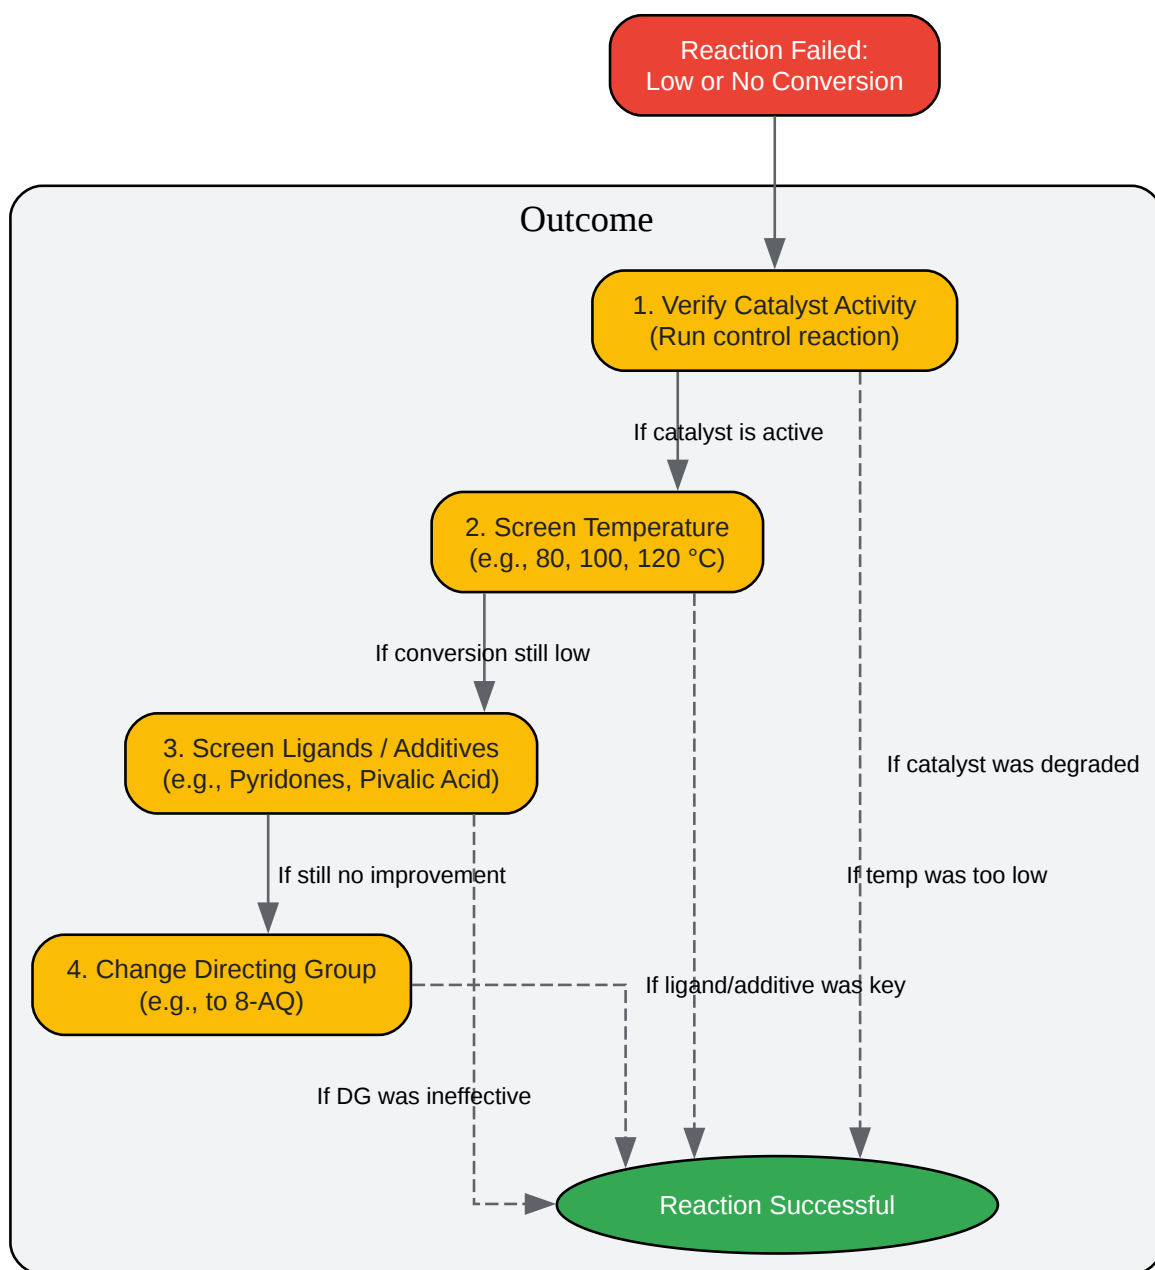 Reaction Failed:
Low or No Conversion
Outcome
1. Verify Catalyst Activity
(Run control reaction)
If catalyst is active
2. Screen Temperature
(e.g., 80, 100, 120 °C)
If conversion still low
3. Screen Ligands / Additives
(e.g., Pyridones, Pivalic Acid)
If catalyst was degraded
If still no improvement
If temp was too low
4. Change Directing Group
(e.g., to 8-AQ)
If ligand/additive was key
If DG was ineffective
Reaction Successful